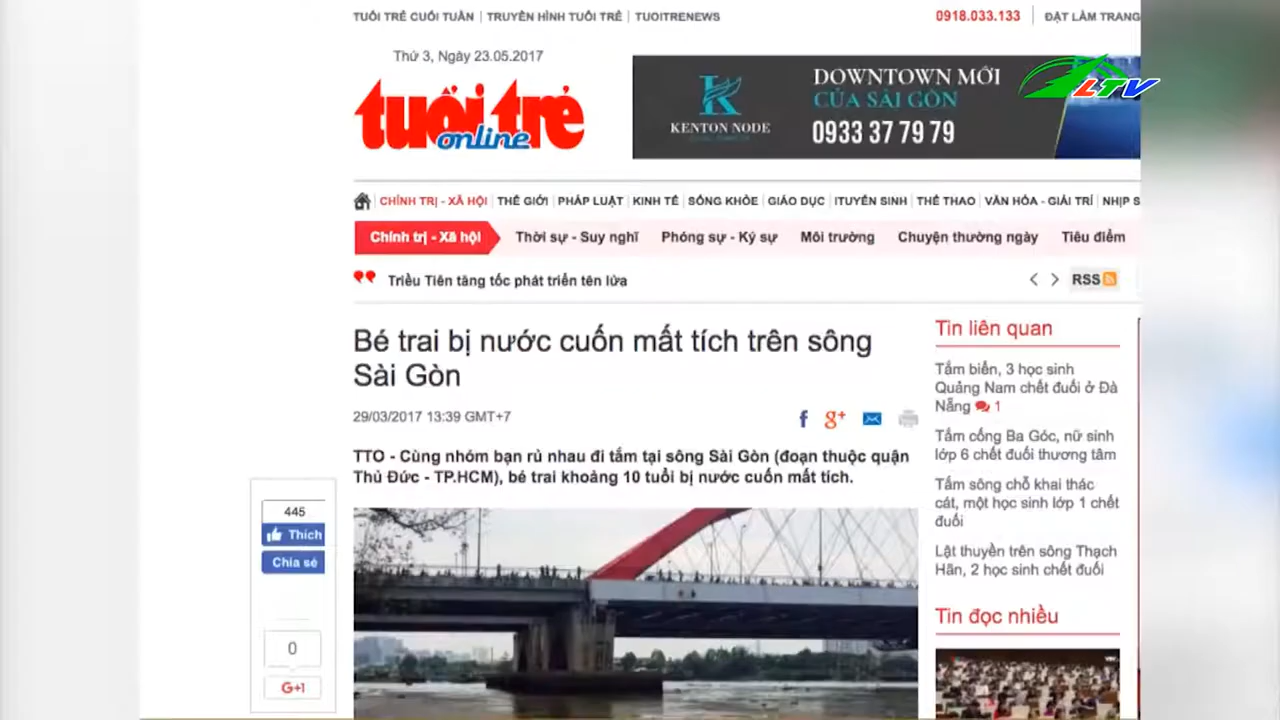 TUỔI TRẺ CUỐI TUẦN | TRUYỀN HÌNH TUỔI TRẺ | TUOITRENEWS
0918.033.133 | ĐẶT LÀM TRANG
Thứ 3, Ngày 23.05.2017
tuổi trẻ
online
KENTON NODE
DOWNTOWN MỚI
CỦA SÀI GÒN
0933 37 79 79
LTV
CHÍNH TRỊ - XÃ HỘI | THẾ GIỚI | PHÁP LUẬT | KINH TẾ | SỐNG KHỎE | GIÁO DỤC | TUYỂN SINH | THỂ THAO | VĂN HÓA - GIẢI TRÍ | NHỊP S
Chính trị - Xã hội Thời sự - Suy nghĩ Phóng sự - Ký sự Môi trường Chuyện thường ngày Tiêu điểm
Triều Tiên tăng tốc phát triển tên lửa
RSS
Bé trai bị nước cuốn mất tích trên sông
Sài Gòn
29/03/2017 13:39 GMT+7
TTO - Cùng nhóm bạn rủ nhau đi tắm tại sông Sài Gòn (đoạn thuộc quận
Thủ Đức - TP.HCM), bé trai khoảng 10 tuổi bị nước cuốn mất tích.
445
Thích
Chia sẻ
0
G+1
Tin liên quan
Tắm biển, 3 học sinh
Quảng Nam chết đuối ở Đà
Nẵng 1
Tắm cống Ba Góc, nữ sinh
lớp 6 chết đuối thương tâm
Tắm sông chỗ khai thác
cát, một học sinh lớp 1 chết
đuối
Lật thuyền trên sông Thạch
Hãn, 2 học sinh chết đuối
Tin đọc nhiều